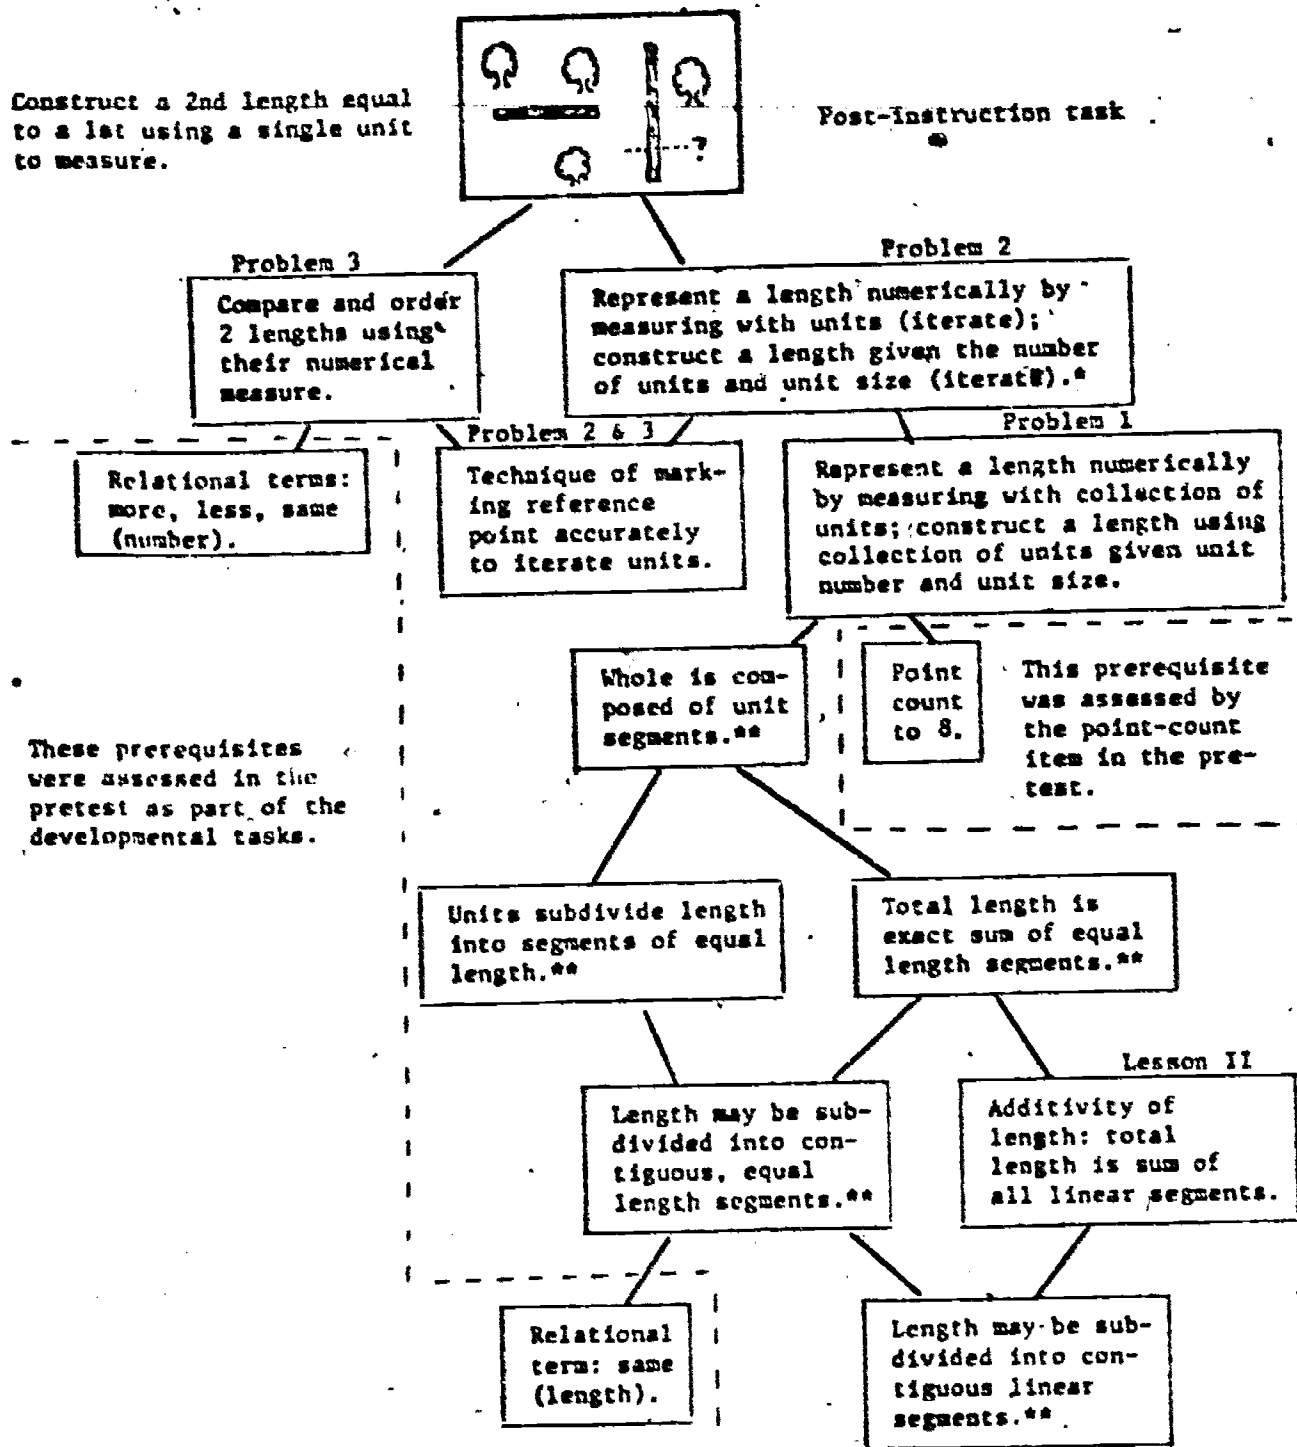 Construct a 2nd length equal
to a 1st using a single unit
to measure.
?
Post-instruction task
Problem 3
Compare and order
2 lengths using
their numerical
measure.
Problem 2
Represent a length numerically by
measuring with units (iterate);
construct a length given the number
of units and unit size (iterate).*
Relational terms:
more, less, same
(number).
Problem 2 & 3
Technique of mark-
ing reference
point accurately
to iterate units.
Problem 1
Represent a length numerically
by measuring with collection of
units; construct a length using
collection of units given unit
number and unit size.
Whole is com-
posed of unit
segments.**
Point
count
to 8.
This prerequisite
was assessed by
the point-count
item in the pre-
test.
These prerequisites
were assessed in the
pretest as part of the
developmental tasks.
Units subdivide length
into segments of equal
length.**
Total length is
exact sum of equal
length segments.**
Length may be sub-
divided into con-
tiguous, equal
length segments.**
Lesson II
Additivity of
length: total
length is sum of
all linear segments.
Relational
term: same
(length).
Length may be sub-
divided into con-
tiguous linear
segments.**